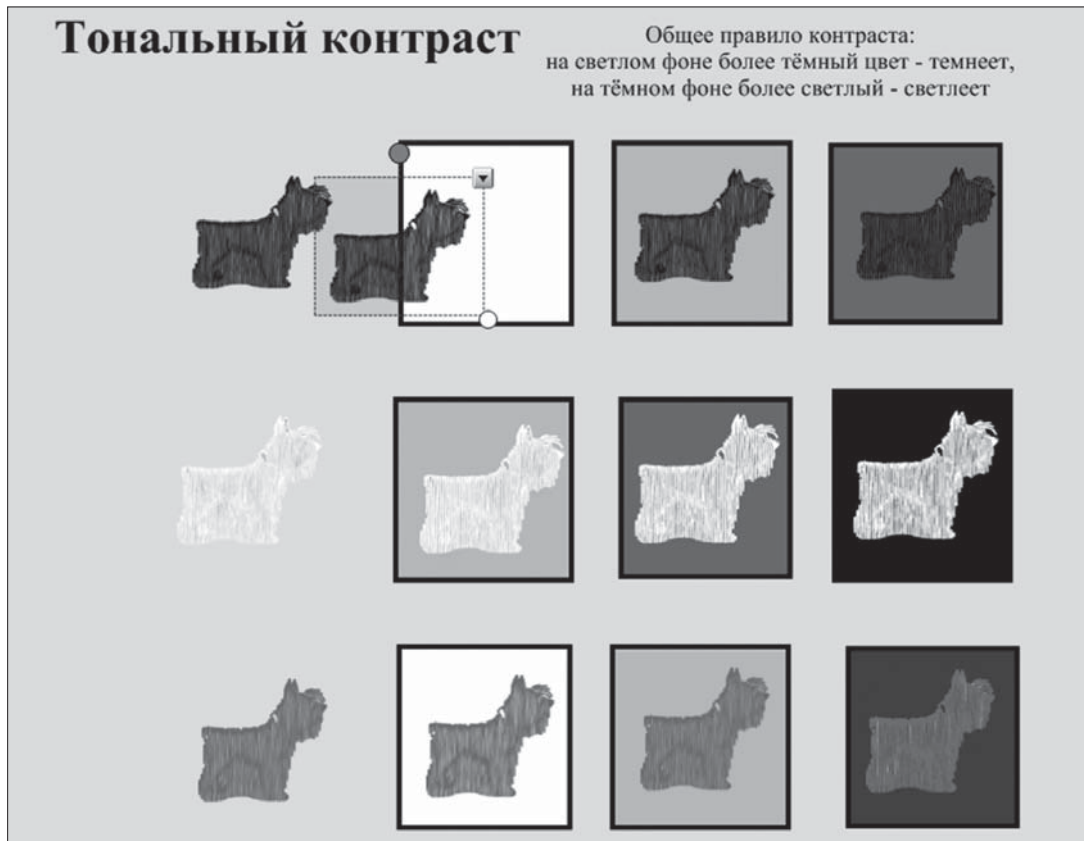 Тональный контраст
Общее правило контраста:
на светлом фоне более тёмный цвет - темнеет,
на тёмном фоне более светлый - светлеет